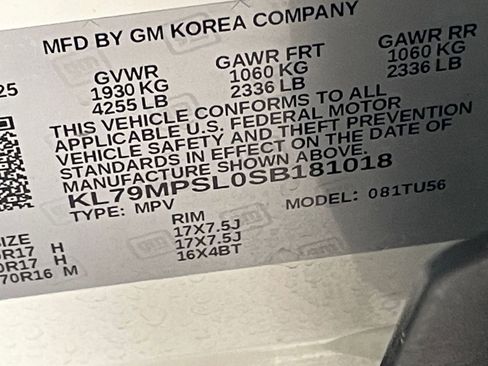 MFD BY GM KOREA COMPANY
25
GVWR GAWR FRT GAWR RR
1930 KG 1060 KG 1060 KG
4255 LB 2336 LB 2336 LB
THIS VEHICLE CONFORMS TO ALL
APPLICABLE U.S. FEDERAL MOTOR
VEHICLE SAFETY AND THEFT PREVENTION
STANDARDS IN EFFECT ON THE DATE OF
MANUFACTURE SHOWN ABOVE.
KL79MPSL0SB181018
TYPE: MPV MODEL: 081TU56
IZE RIM
0R17 H 17X7.5J
0R17 H 17X7.5J
70R16 M 16X4BT